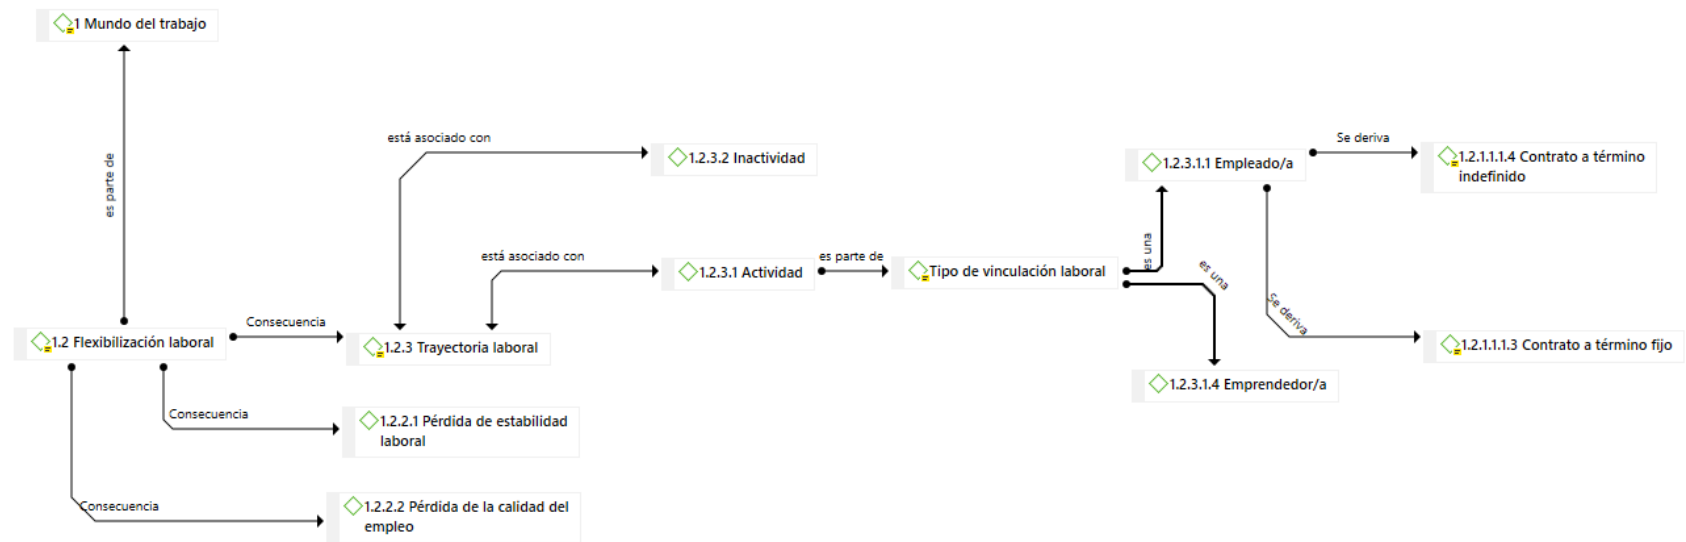 1 Mundo del trabajo
es parte de
está asociado con
1.2.3.2 Inactividad
Se deriva
1.2.3.1.1 Empleado/a
1.2.1.1.1.4 Contrato a término
indefinido
está asociado con
1.2.3.1 Actividad
es parte de
Tipo de vinculación laboral
es una
es una
Se deriva
1.2 Flexibilización laboral
Consecuencia
1.2.3 Trayectoria laboral
1.2.1.1.1.3 Contrato a término fijo
1.2.3.1.4 Emprendedor/a
Consecuencia
1.2.2.1 Pérdida de estabilidad
laboral
Consecuencia
1.2.2.2 Pérdida de la calidad del
empleo